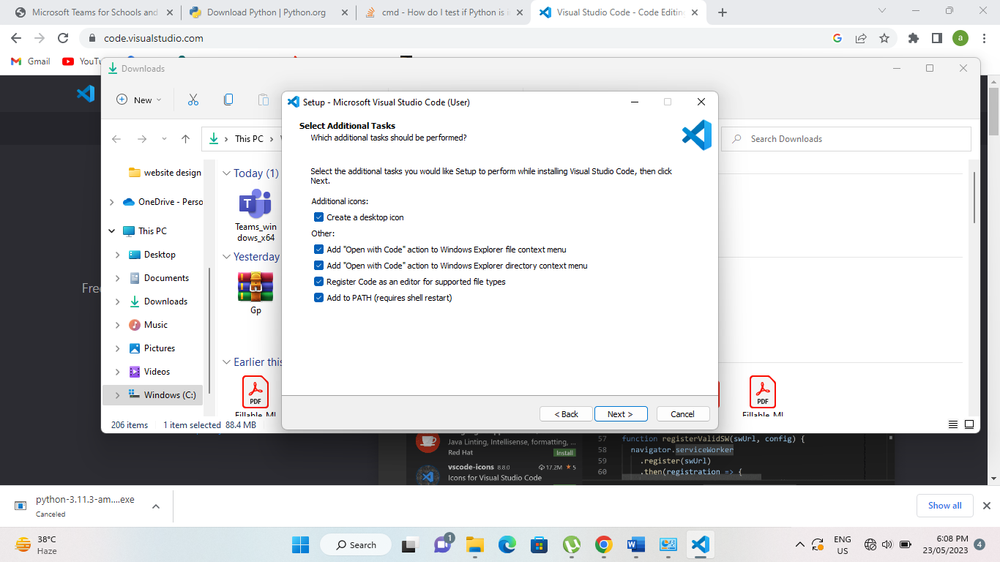 Microsoft Teams for Schools and
Download Python | Python.org
cmd - How do I test if Python is i
Visual Studio Code - Code Editing
code.visualstudio.com
a
Gmail
YouTu
Downloads
New
Setup - Microsoft Visual Studio Code (User)
Select Additional Tasks
Which additional tasks should be performed?
This PC
Search Downloads
Select the additional tasks you would like Setup to perform while installing Visual Studio Code, then click
Next.
website design
Today (1)
OneDrive - Perso
Additional icons:
Create a desktop icon
Teams_win
dows_x64
This PC
Other:
Add "Open with Code" action to Windows Explorer file context menu
Desktop
Yesterday
Add "Open with Code" action to Windows Explorer directory context menu
Documents
Register Code as an editor for supported file types
Free
Downloads
Add to PATH (requires shell restart)
Gp
Music
Pictures
Earlier this
Videos
Windows (C:)
PDF
PDF
Fillable_MI
Fillable_MI
< Back
Next >
Cancel
206 items
1 item selected 88.4 MB
Java Linting, Intellisense, formatting, ...
Red Hat
Install
vscode-icons 8.8.0
17.2M
5
Icons for Visual Studio Code
57 function registerValidSW(swUrl, config) {
58 navigator.serviceWorker
59 .register(swUrl)
60 .then(registration => {
python-3.11.3-am....exe
Canceled
Show all
38°C
Haze
Search
1
ENG
US
6:08 PM
23/05/2023
4